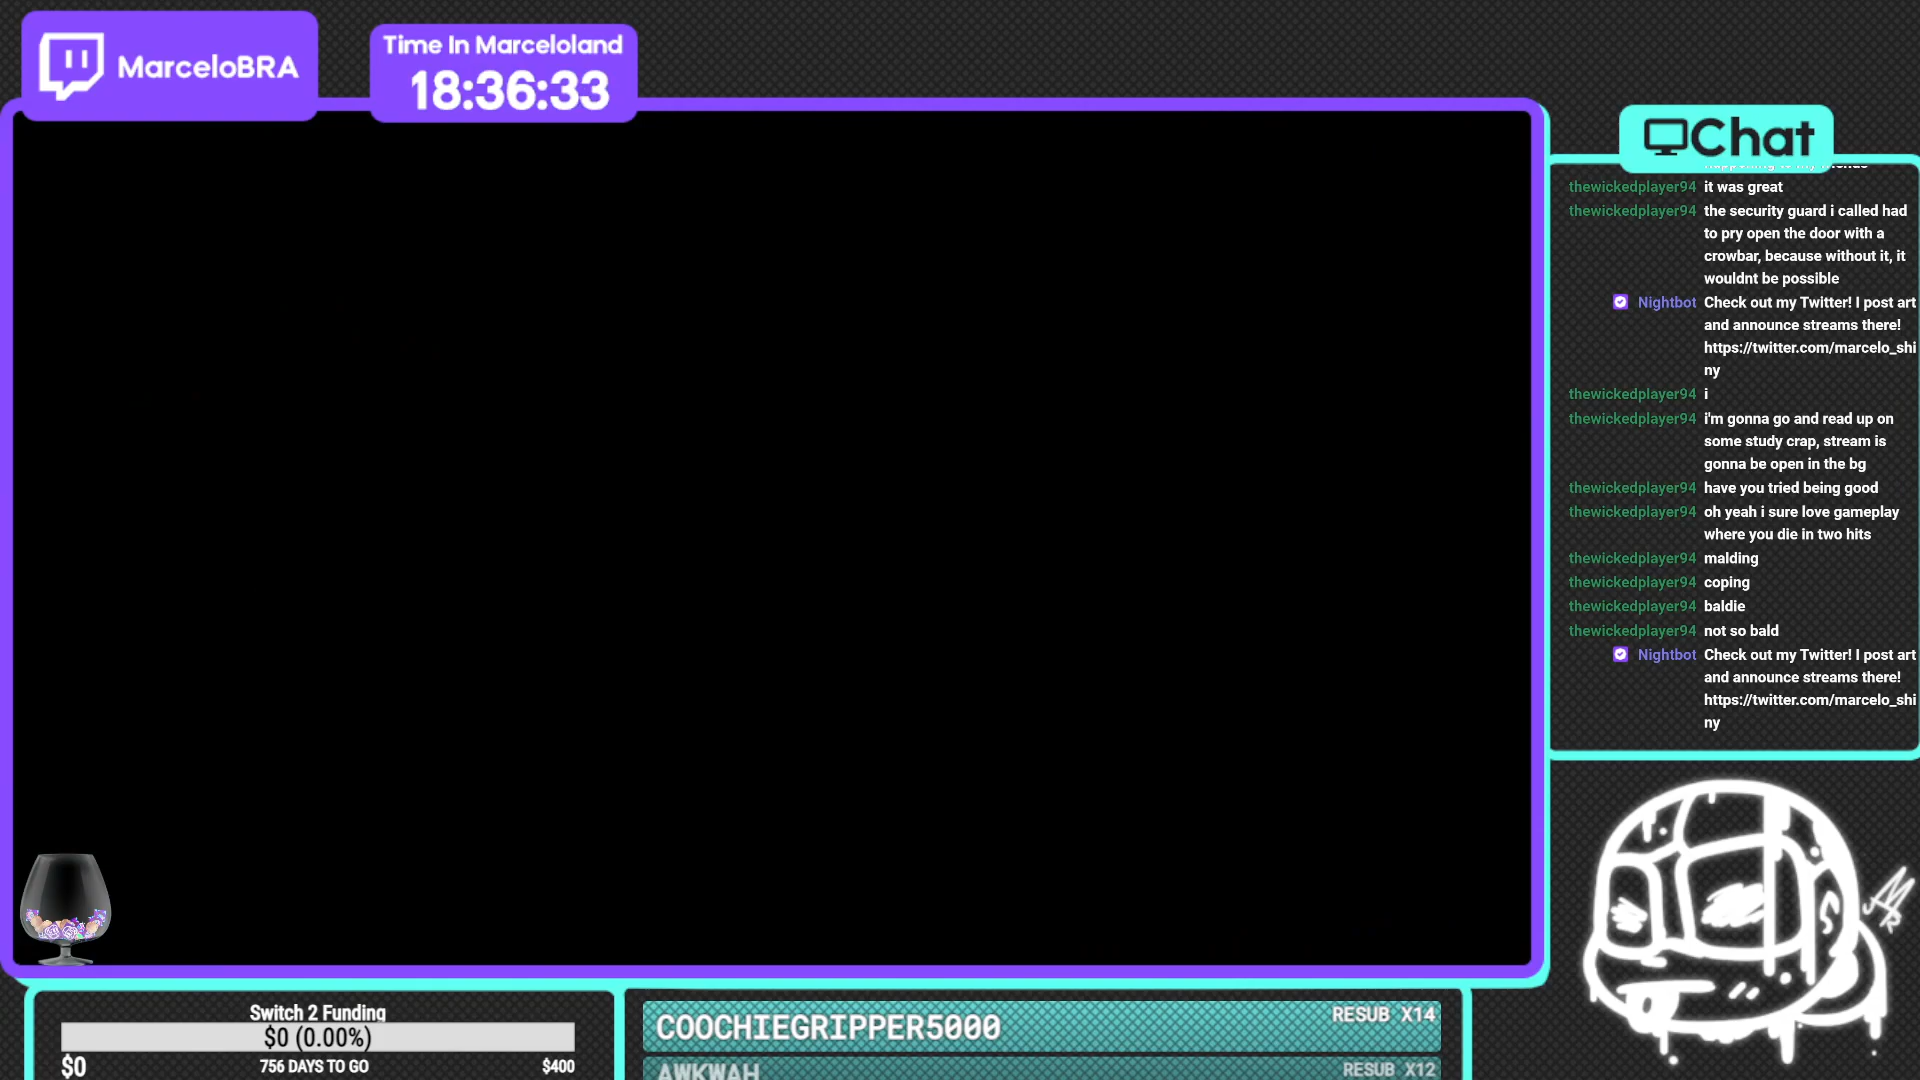 MarceloBRA
Time In Marceloland
18:36:33
Chat
thewickedplayer94 it was great
thewickedplayer94 the security guard i called had
to pry open the door with a
crowbar, because without it, it
wouldnt be possible
Nightbot Check out my Twitter! I post art
and announce streams there!
https://twitter.com/marcelo_shi
ny
thewickedplayer94 i
thewickedplayer94 i'm gonna go and read up on
some study crap, stream is
gonna be open in the bg
thewickedplayer94 have you tried being good
thewickedplayer94 oh yeah i sure love gameplay
where you die in two hits
thewickedplayer94 malding
thewickedplayer94 coping
thewickedplayer94 baldie
thewickedplayer94 not so bald
Nightbot Check out my Twitter! I post art
and announce streams there!
https://twitter.com/marcelo_shi
ny
Switch 2 Funding
$0 (0.00%)
$0 756 DAYS TO GO $400
COOCHIEGRIPPER5000 RESUB X14
AWKWAH RESUB X12